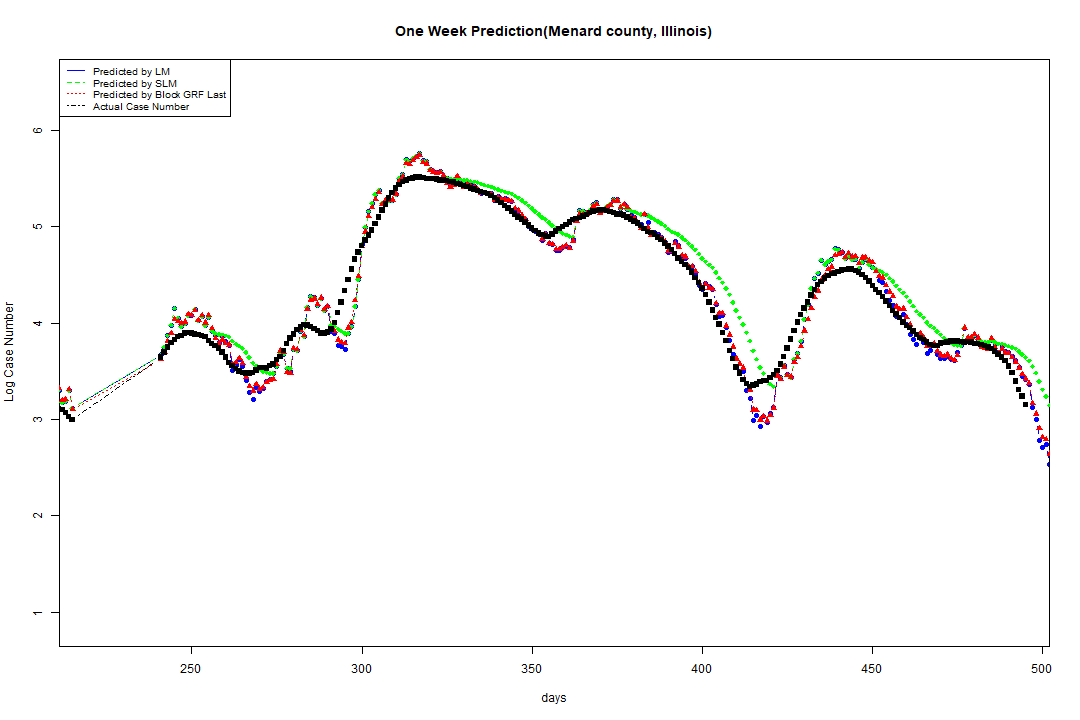 One Week Prediction(Menard county, Illinois)
Predicted by LM
Predicted by SLM
Predicted by Block GRF Last
Actual Case Number
6
5
4
3
2
1
Log Case Number
250 300 350 400 450 500
days